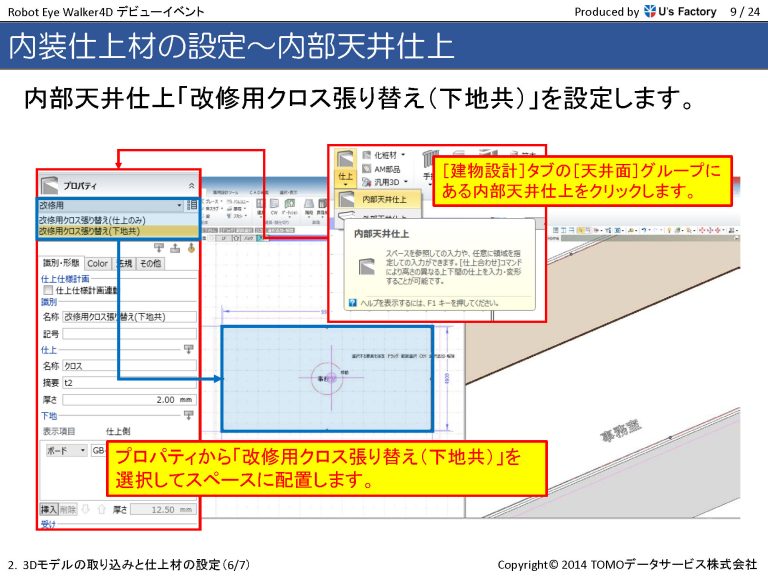 Robot Eye Walker4D デビューイベント
Produced by U's Factory 9 / 24
内装仕上材の設定～内部天井仕上
内部天井仕上「改修用クロス張り替え（下地共）」を設定します。
プロパティ
改修用
改修用クロス張り替え(仕上のみ)
改修用クロス張り替え(下地共)
識別・形態 Color 法規 その他
仕上仕様計画
仕上仕様計画連動
識別
名称 改修用クロス張り替え(下地共)
記号
仕上
名称 クロス
摘要 t2
厚さ 2.00 mm
下地
表示項目 仕上側
ボード GB
挿入 削除 厚さ 12.50 mm
受け
化粧材
AM部品
汎用3D
仕上
内部天井仕上
内部天井仕上
スペースを参照しての入力や、任意に領域を指
定しての入力ができます。[仕上合わせ]コマンド
により高さの異なる上下間の仕上を入力・変形
することが可能です。
ヘルプを表示するには、F1 キーを押してください。
[建物設計]タブの[天井面]グループに
ある内部天井仕上をクリックします。
事務室
プロパティから「改修用クロス張り替え（下地共）」を
選択してスペースに配置します。
2. 3Dモデルの取り込みと仕上材の設定(6/7)
Copyright© 2014 TOMOデータサービス株式会社